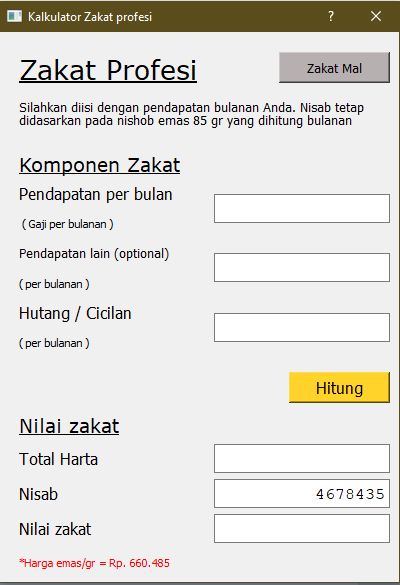 Kalkulator Zakat profesi
Zakat Profesi
Zakat Mal
Silahkan diisi dengan pendapatan bulanan Anda. Nisab tetap
didasarkan pada nishob emas 85 gr yang dihitung bulanan
Komponen Zakat
Pendapatan per bulan
( Gaji per bulanan )
Pendapatan lain (optional)
( per bulanan )
Hutang / Cicilan
( per bulanan )
Hitung
Nilai zakat
Total Harta
Nisab 4678435
Nilai zakat
*Harga emas/gr = Rp. 660.485